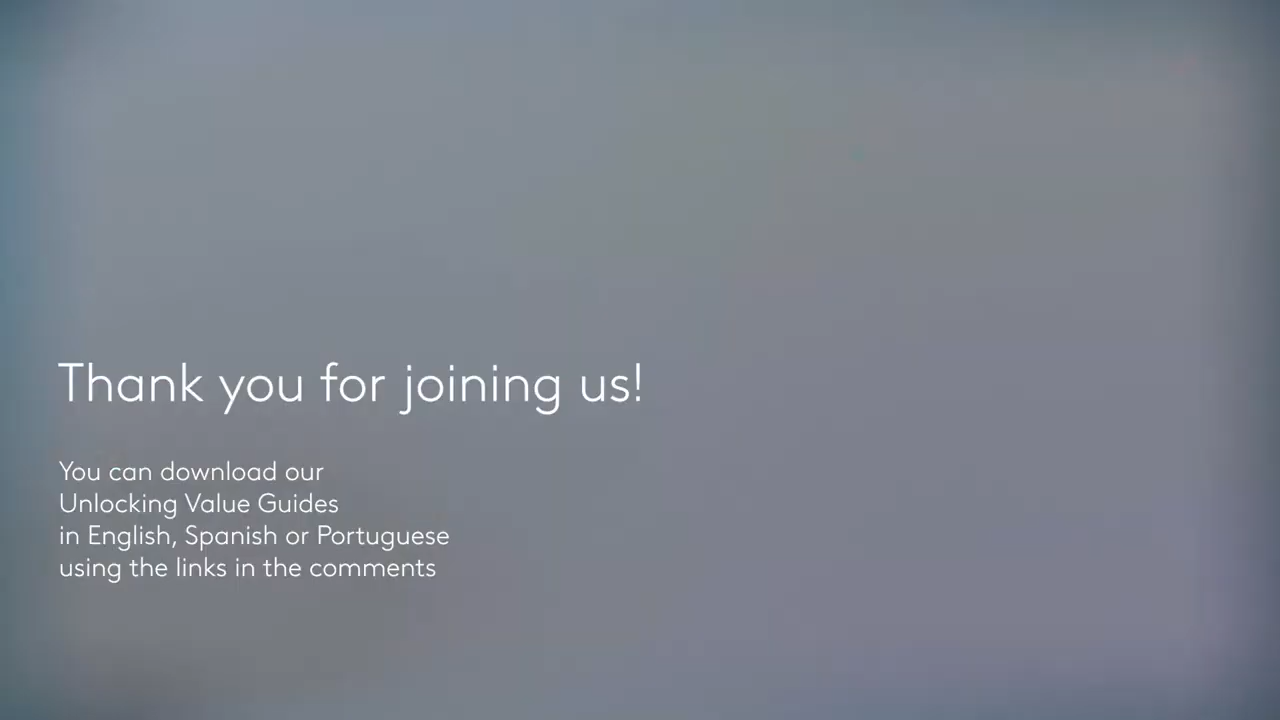 Thank you for joining us!
You can download our
Unlocking Value Guides
in English, Spanish or Portuguese
using the links in the comments